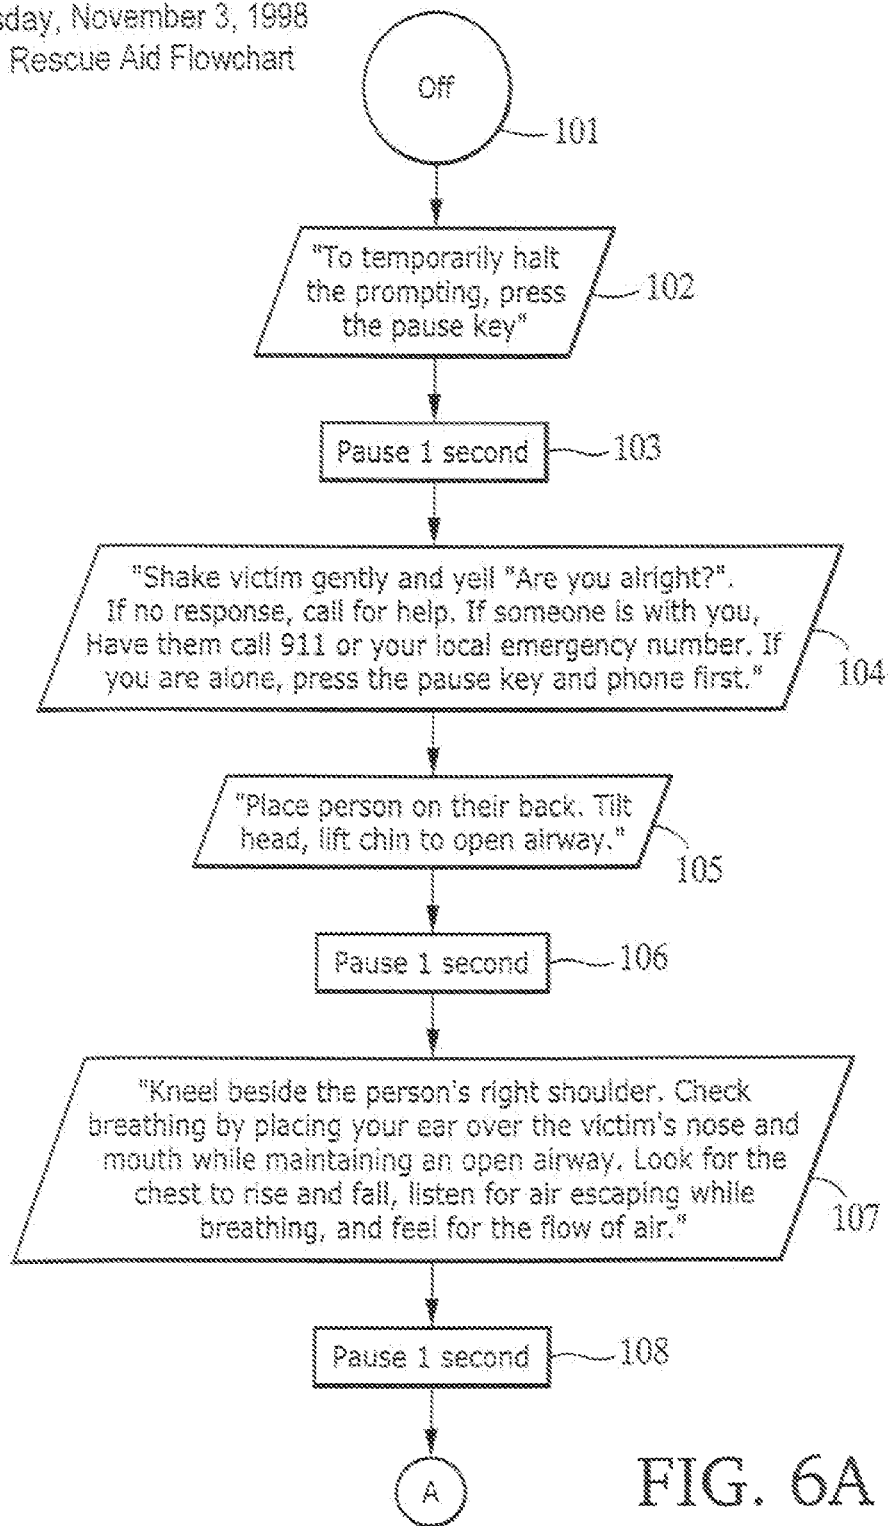 sday, November 3, 1998
Rescue Aid Flowchart
Off
101
"To temporarily halt
the prompting, press
the pause key"
102
Pause 1 second
103
"Shake victim gently and yell "Are you alright?".
If no response, call for help. If someone is with you,
Have them call 911 or your local emergency number. If
you are alone, press the pause key and phone first."
104
"Place person on their back. Tilt
head, lift chin to open airway."
105
Pause 1 second
106
"Kneel beside the person's right shoulder. Check
breathing by placing your ear over the victim's nose and
mouth while maintaining an open airway. Look for the
chest to rise and fall, listen for air escaping while
breathing, and feel for the flow of air."
107
Pause 1 second
108
A
FIG. 6A